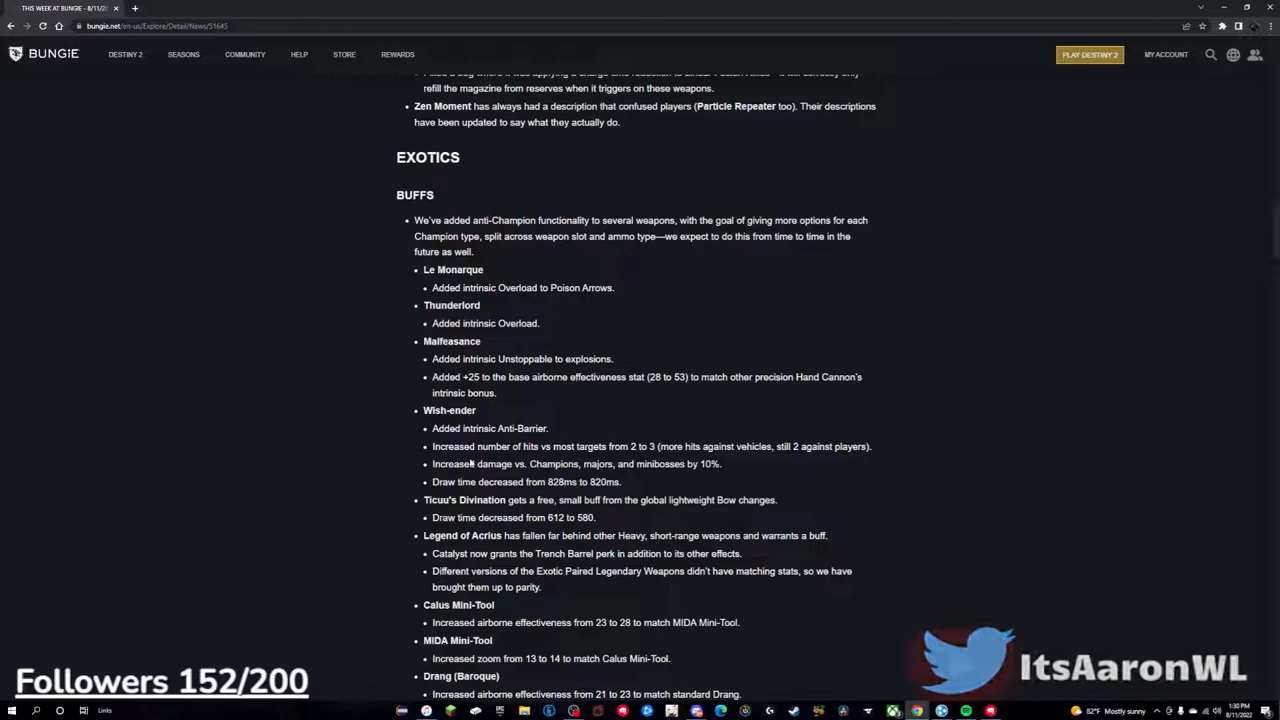 THIS WEEK AT BUNGIE - 8/11/20
bungie.net/en-us/Explore/Detail/News/51645
BUNGIE
DESTINY 2
SEASONS
COMMUNITY
HELP
STORE
REWARDS
PLAY DESTINY 2
MY ACCOUNT
refill the magazine from reserves when it triggers on these weapons.
• Zen Moment has always had a description that confused players (Particle Repeater too). Their descriptions
have been updated to say what they actually do.
EXOTICS
BUFFS
• We've added anti-Champion functionality to several weapons, with the goal of giving more options for each
Champion type, split across weapon slot and ammo type—we expect to do this from time to time in the
future as well.
• Le Monarque
• Added intrinsic Overload to Poison Arrows.
• Thunderlord
• Added intrinsic Overload.
• Malfeasance
• Added intrinsic Unstoppable to explosions.
• Added +25 to the base airborne effectiveness stat (28 to 53) to match other precision Hand Cannon's
intrinsic bonus.
• Wish-ender
• Added intrinsic Anti-Barrier.
• Increased number of hits vs most targets from 2 to 3 (more hits against vehicles, still 2 against players).
• Increased damage vs. Champions, majors, and minibosses by 10%.
• Draw time decreased from 828ms to 820ms.
• Ticuu's Divination gets a free, small buff from the global lightweight Bow changes.
• Draw time decreased from 612 to 580.
• Legend of Acrius has fallen far behind other Heavy, short-range weapons and warrants a buff.
• Catalyst now grants the Trench Barrel perk in addition to its other effects.
• Different versions of the Exotic Paired Legendary Weapons didn't have matching stats, so we have
brought them up to parity.
• Calus Mini-Tool
• Increased airborne effectiveness from 23 to 28 to match MIDA Mini-Tool.
• MIDA Mini-Tool
• Increased zoom from 13 to 14 to match Calus Mini-Tool.
• Drang (Baroque)
• Increased airborne effectiveness from 21 to 23 to match standard Drang.
Followers 152/200
ItsAaronWL
Links
82°F Mostly sunny
1:30 PM
8/11/2022